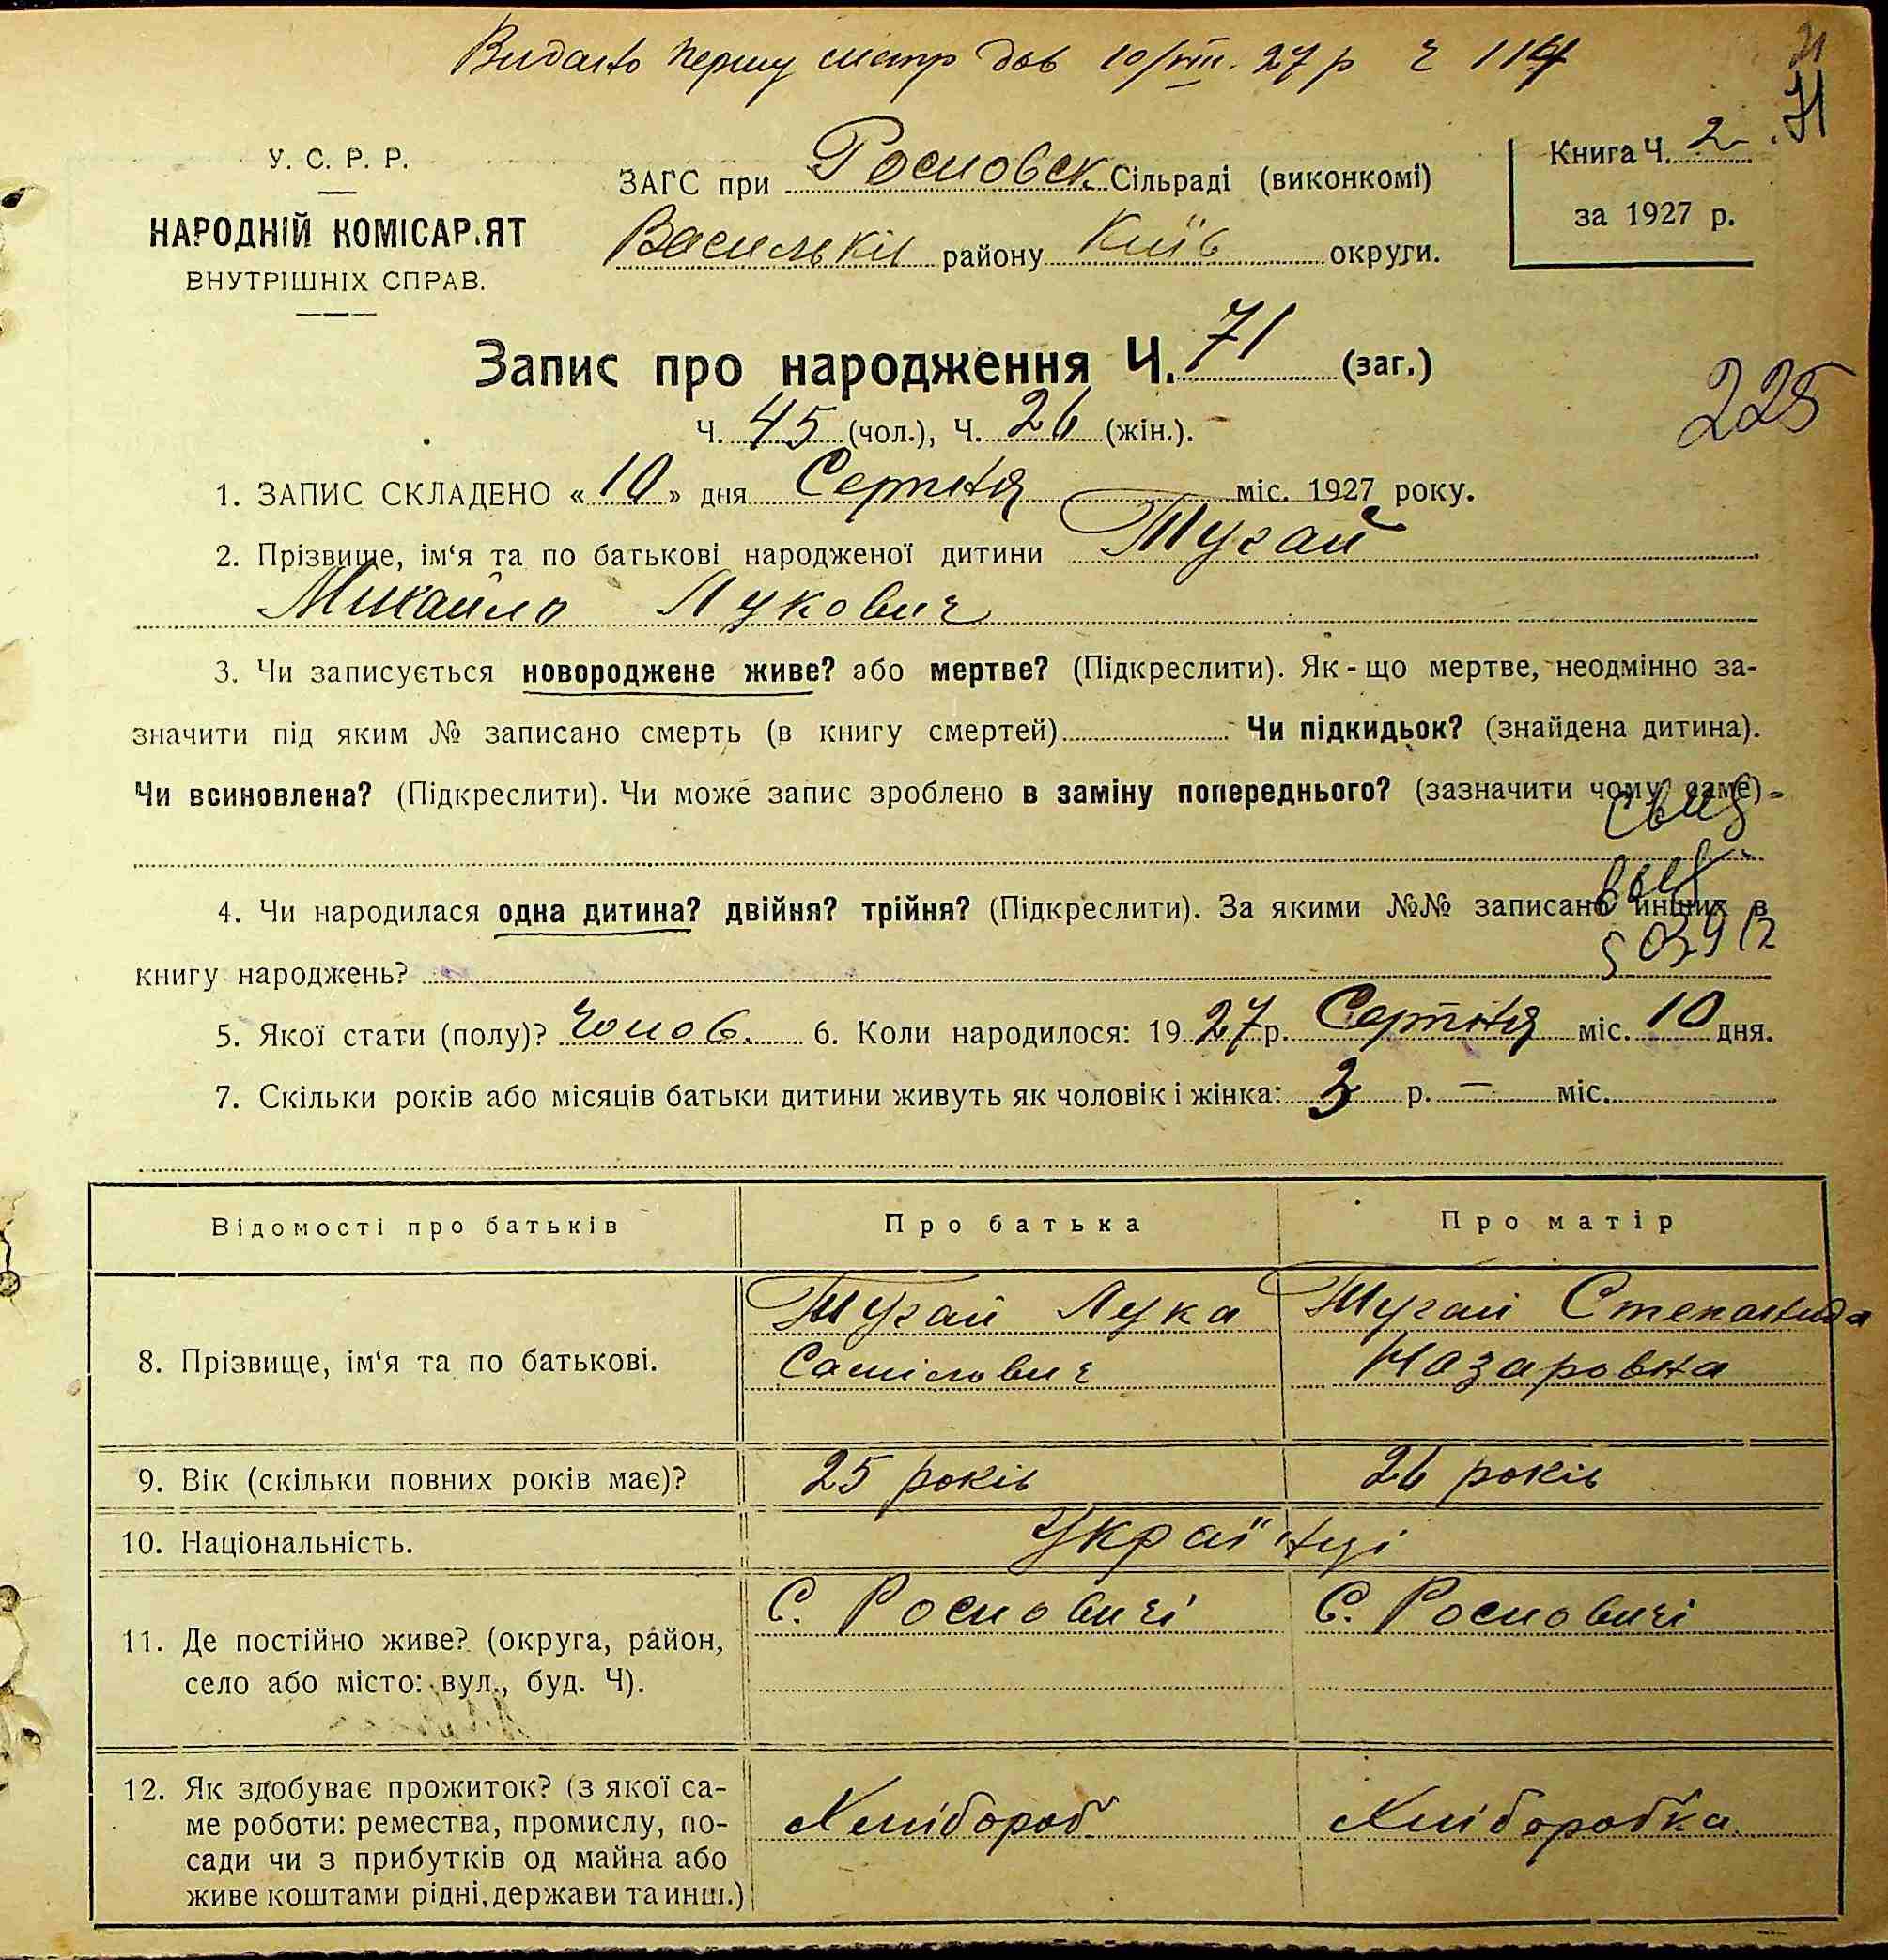 Видано першу метр дов 10/VIII. 27 р Ч 114
71
У. С. Р. Р.
НАРОДНІЙ КОМІСАР.ЯТ
ВНУТРІШНІХ СПРАВ.
ЗАГС при Росновск. Сільраді (виконкомі)
Васильків району Київ округи.
Книга Ч. 2
за 1927 р.
Запис про народження Ч. 71 (заг.)
225
Ч. 45 (чол.), Ч. 26 (жін.).
1. ЗАПИС СКЛАДЕНО «10» дня Серпня міс. 1927 року.
2. Прізвище, ім‘я та по батькові народженої дитини Тугай
Михайло Лукович
3. Чи записується новороджене живе? або мертве? (Підкреслити). Як-що мертве, неодмінно за-
значити під яким № записано смерть (в книгу смертей) Чи підкидьок? (знайдена дитина).
Чи всиновлена? (Підкреслити). Чи може запис зроблено в заміну попереднього? (зазначити чому саме)
4. Чи народилася одна дитина? двійня? трійня? (Підкреслити). За якими №№ записано инших в
книгу народжень?
5. Якої стати (полу)? Чолов. 6. Коли народилося: 1927 р. Серпня міс. 10 дня.
7. Скільки років або місяців батьки дитини живуть як чоловік і жінка: 3 р. — міс.
Відомості про батьків Про батька Про матір
8. Прізвище, ім‘я та по батькові. Тугай Лука Тугай Степанида
Самілович Назаровна
9. Вік (скільки повних років має)? 25 років 26 років
10. Національність. Українці
11. Де постійно живе? (округа, район, С. Росновичі С. Росновичі
село або місто: вул., буд. Ч).
12. Як здобуває прожиток? (з якої са-
ме роботи: ремества, промислу, по- Хлібороб Хліборобка
сади чи з прибутків од майна або
живе коштами рідні, держави та инш.)